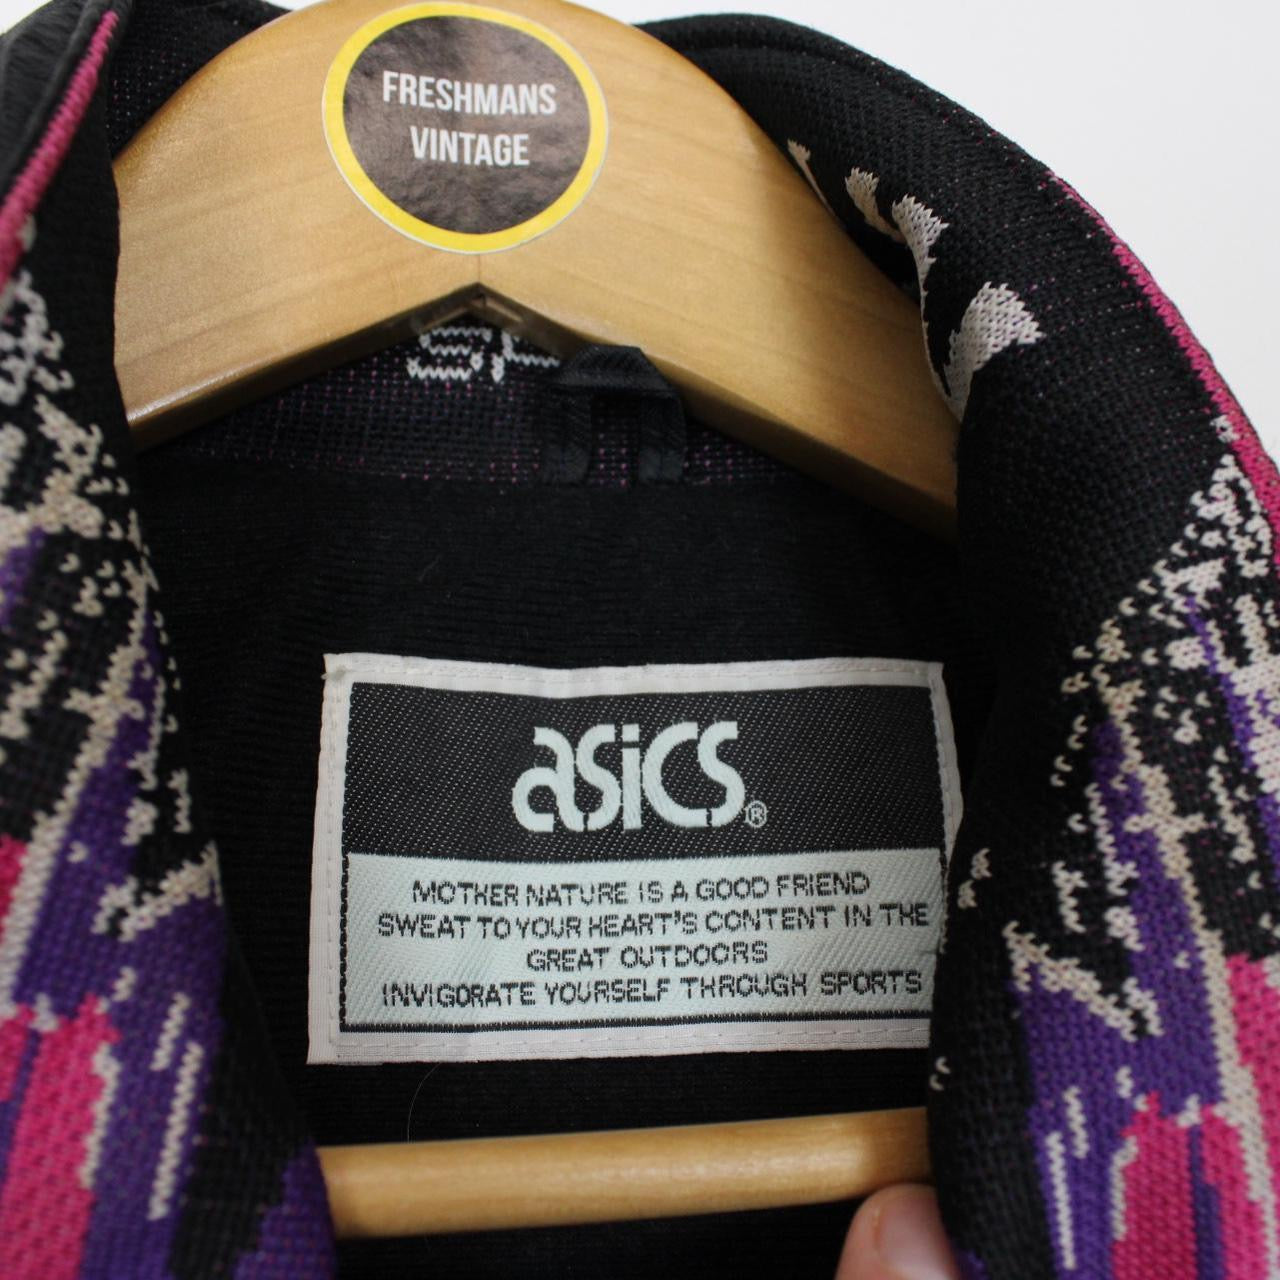 FRESHMANS
VINTAGE
asics®
MOTHER NATURE IS A GOOD FRIEND
SWEAT TO YOUR HEART'S CONTENT IN THE
GREAT OUTDOORS
INVIGORATE YOURSELF THROUGH SPORTS